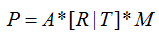 P = A*[R|T]*M